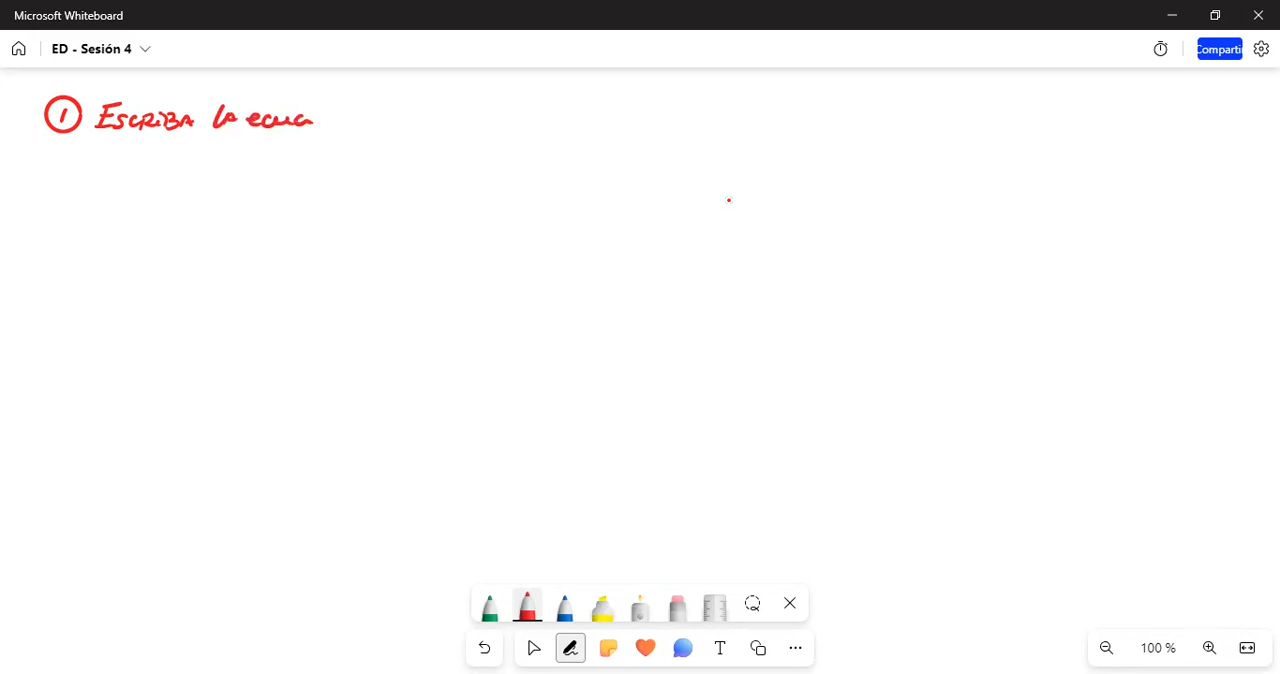 Microsoft Whiteboard
ED - Sesión 4
Comparti
1 ESCRIBA la ecua
T
100 %